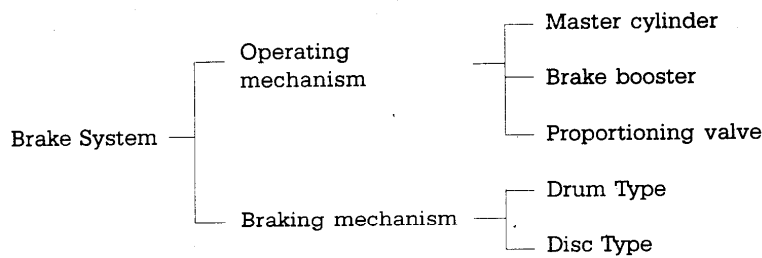 Brake System
Operating
mechanism
Master cylinder
Brake booster
Proportioning valve
Braking mechanism
Drum Type
Disc Type